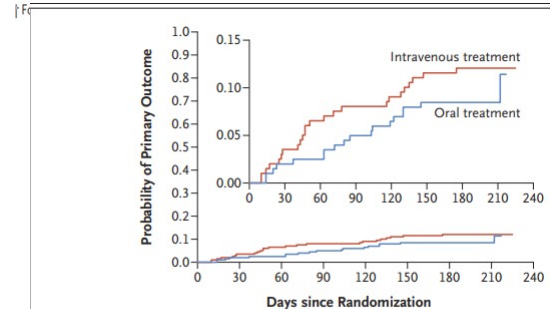 † Fo
1.0
0.9
0.8
0.7
0.6
0.5
0.4
0.3
0.2
0.1
0.0
Probability of Primary Outcome
0.15
0.10
0.05
0.00
Intravenous treatment
Oral treatment
0 30 60 90 120 150 180 210 240
0 30 60 90 120 150 180 210 240
Days since Randomization